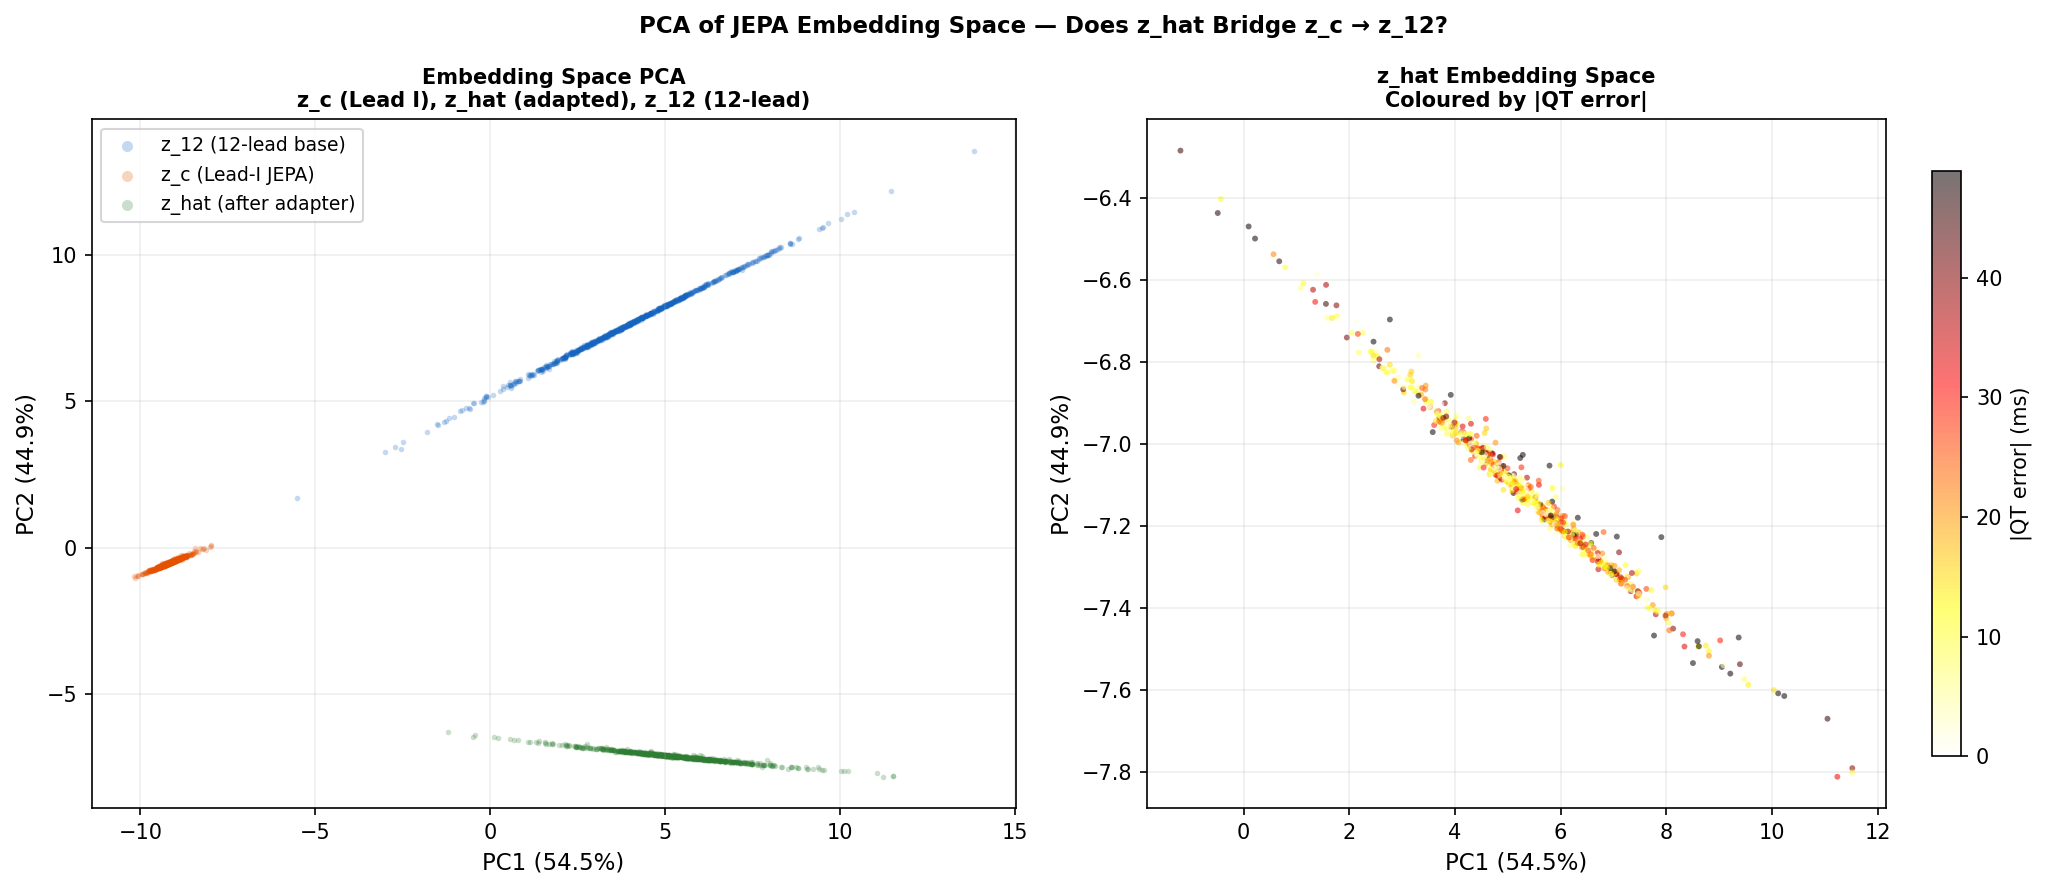 PCA of JEPA Embedding Space — Does z_hat Bridge z_c → z_12?
Embedding Space PCA
z_c (Lead I), z_hat (adapted), z_12 (12-lead)
z_12 (12-lead base)
z_c (Lead-I JEPA)
z_hat (after adapter)
10
5
0
−5
−10
−5
0
5
10
15
PC1 (54.5%)
PC2 (44.9%)
z_hat Embedding Space
Coloured by |QT error|
−6.4
−6.6
−6.8
−7.0
−7.2
−7.4
−7.6
−7.8
0
2
4
6
8
10
12
PC1 (54.5%)
PC2 (44.9%)
40
30
20
10
0
|QT error| (ms)